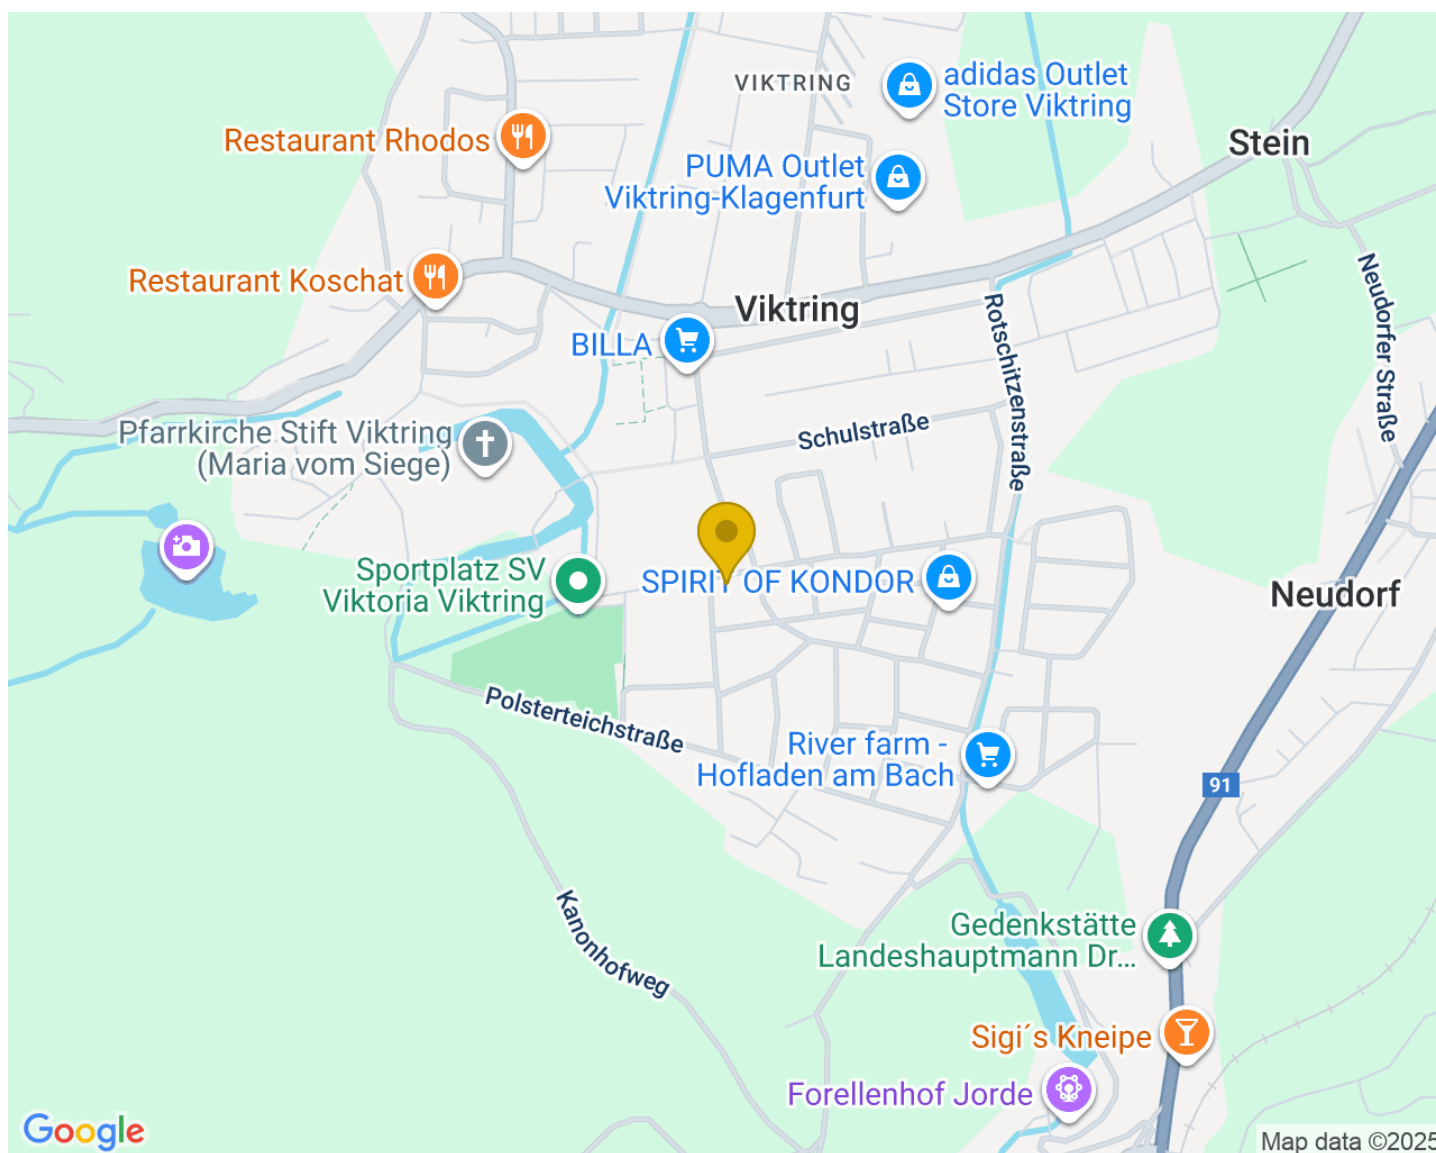 VIKTRING
adidas Outlet
Store Viktring
Restaurant Rhodos
Stein
PUMA Outlet
Viktring-Klagenfurt
Restaurant Koschat
Neudorfer Straße
Viktring
Rotschitzenstraße
BILLA
Schulstraße
Pfarrkirche Stift Viktring
(Maria vom Siege)
Sportplatz SV
Viktoria Viktring
SPIRIT OF KONDOR
Neudorf
Polsterteichstraße
River farm -
Hofladen am Bach
91
Kanonhofweg
Gedenkstätte
Landeshauptmann Dr...
Sigi´s Kneipe
Forellenhof Jorde
Google
Map data ©2025